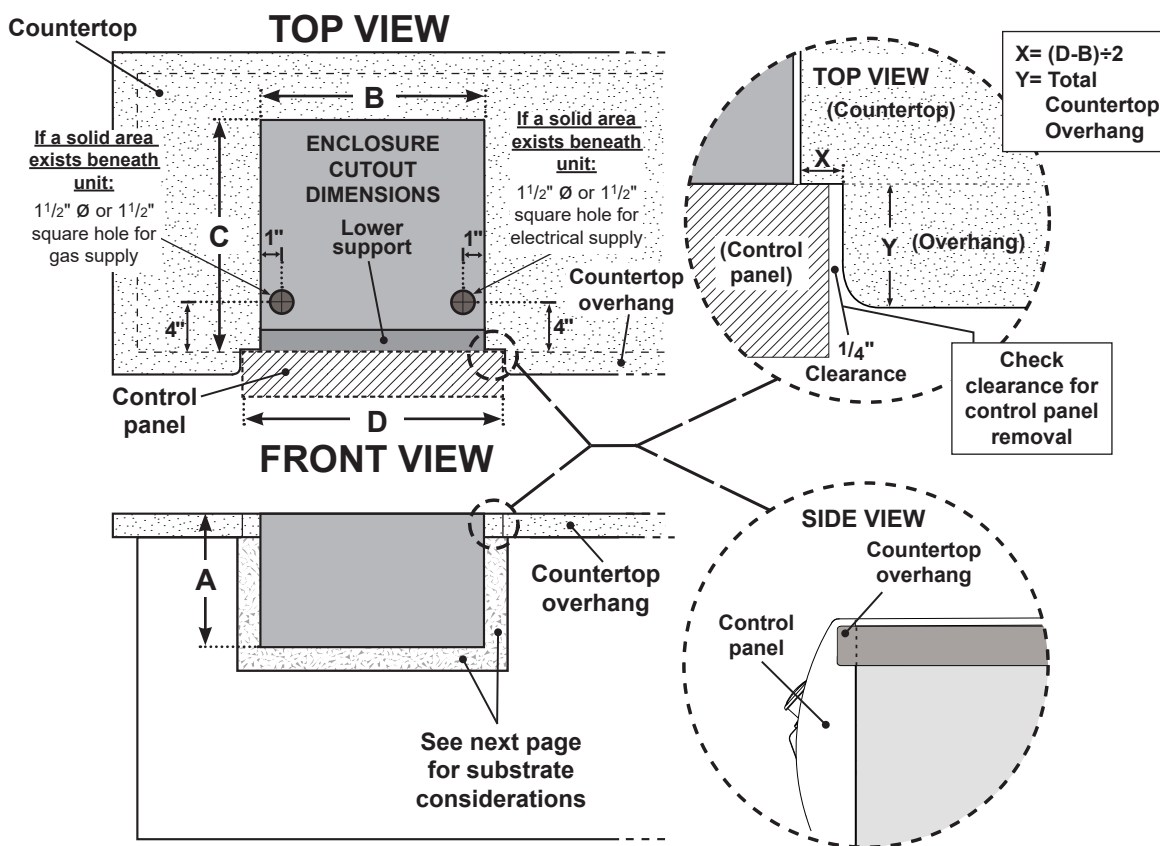 TOP VIEW
Countertop
B
If a solid area
exists beneath
unit:
1 1/2" Ø or 1 1/2"
square hole for
gas supply
ENCLOSURE
CUTOUT
DIMENSIONS
If a solid area
exists beneath
unit:
1 1/2" Ø or 1 1/2"
square hole for
electrical supply
C
1"
Lower
support
1"
Countertop
overhang
4"
4"
Control
panel
D
TOP VIEW
(Countertop)
X= (D-B)÷2
Y= Total
Countertop
Overhang
X
(Control
panel)
Y
(Overhang)
1/4"
Clearance
Check
clearance for
control panel
removal
FRONT VIEW
A
Countertop
overhang
See next page
for substrate
considerations
SIDE VIEW
Countertop
overhang
Control
panel